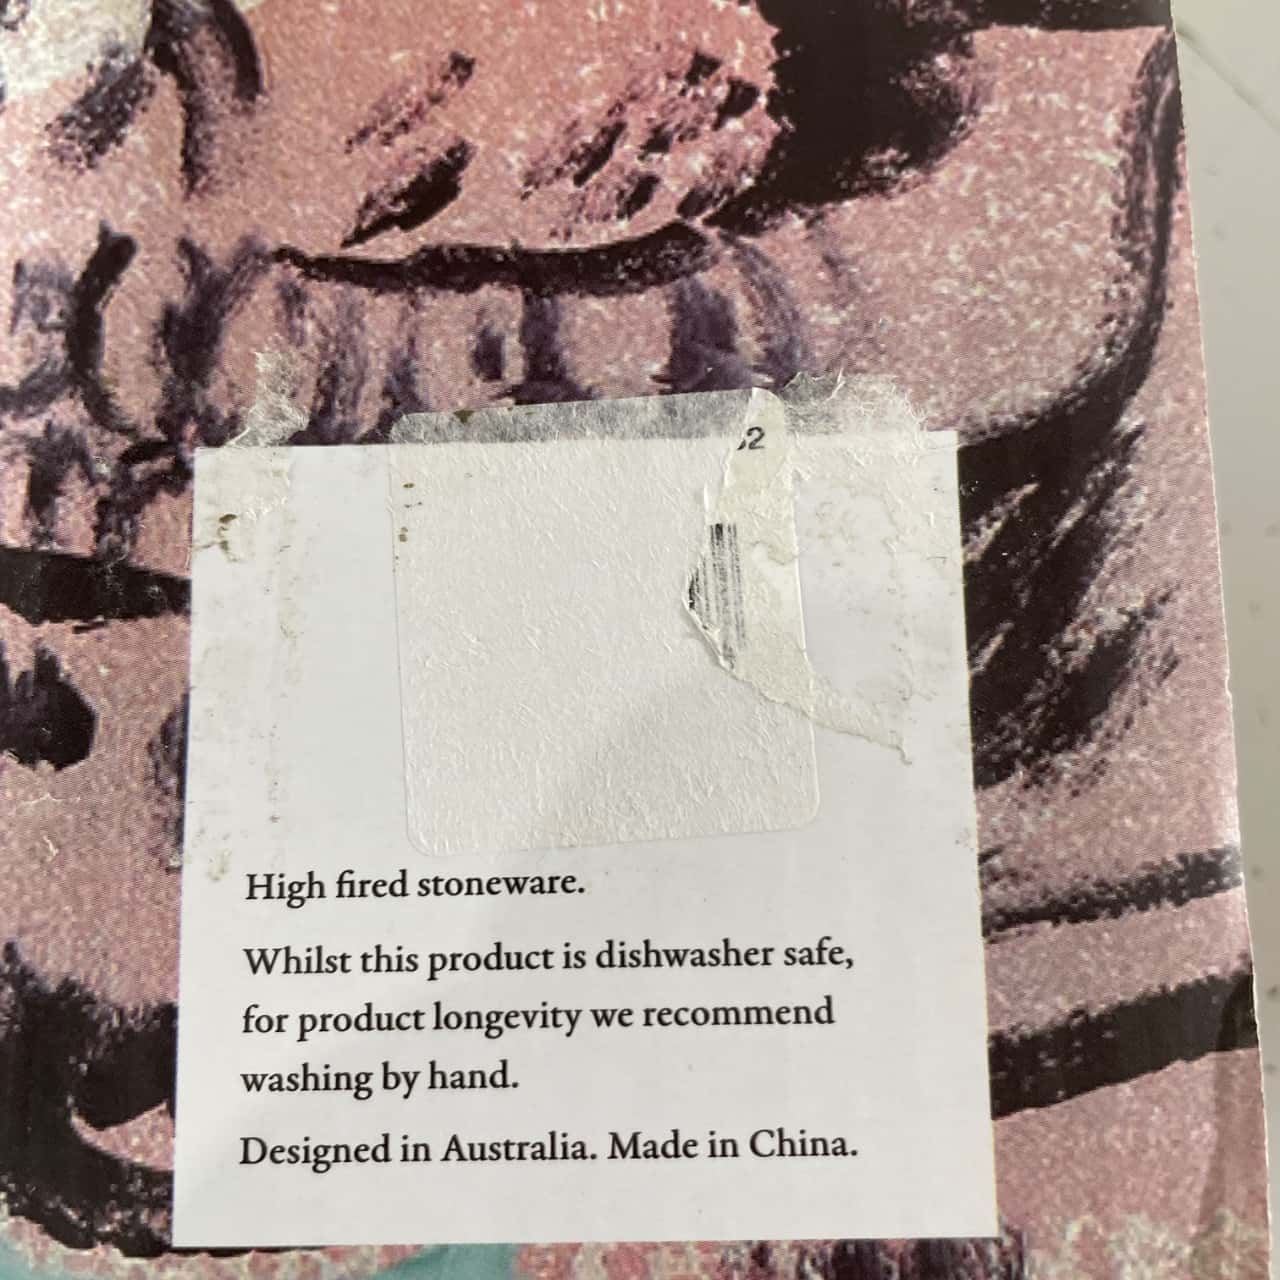 2
High fired stoneware.
Whilst this product is dishwasher safe,
for product longevity we recommend
washing by hand.
Designed in Australia. Made in China.